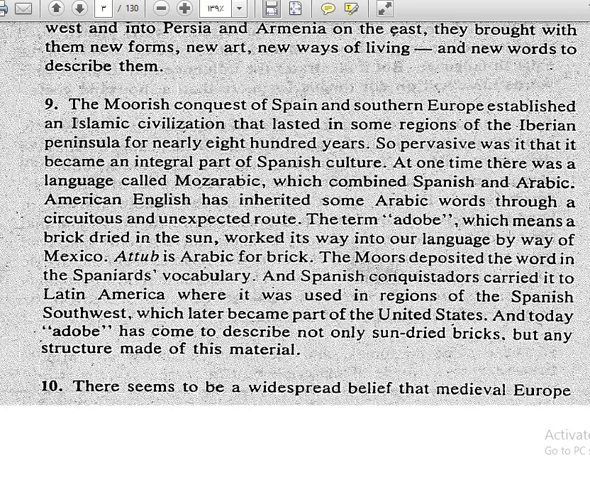 ٣ / 130 ١٣٩٪
west and into Persia and Armenia on the east, they brought with
them new forms, new art, new ways of living — and new words to
describe them.
9. The Moorish conquest of Spain and southern Europe established
an Islamic civilization that lasted in some regions of the Iberian
peninsula for nearly eight hundred years. So pervasive was it that it
became an integral part of Spanish culture. At one time there was a
language called Mozarabic, which combined Spanish and Arabic.
American English has inherited some Arabic words through a
circuitous and unexpected route. The term "adobe", which means a
brick dried in the sun, worked its way into our language by way of
Mexico. Attub is Arabic for brick. The Moors deposited the word in
the Spaniards' vocabulary. And Spanish conquistadors carried it to
Latin America where it was used in regions of the Spanish
Southwest, which later became part of the United States. And today
"adobe" has come to describe not only sun-dried bricks, but any
structure made of this material.
10. There seems to be a widespread belief that medieval Europe
Activate
Go to PC s